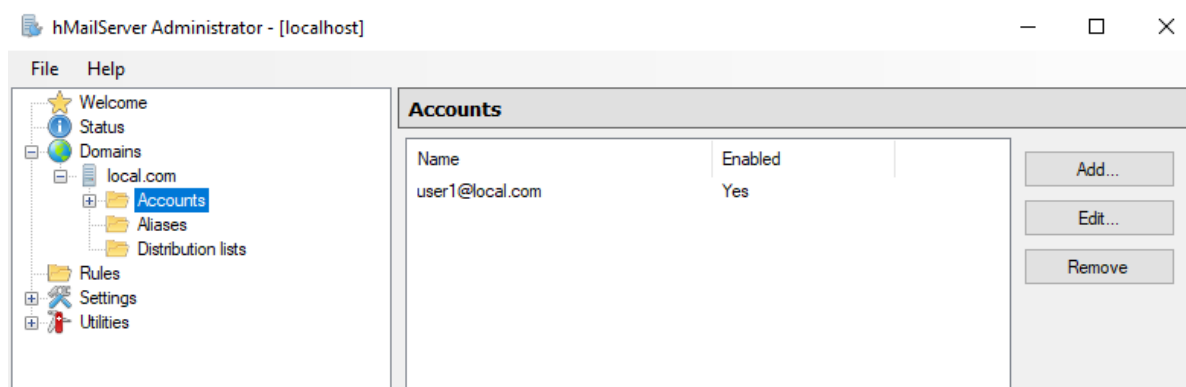 hMailServer Administrator - [localhost]
File Help
Welcome
Status
Domains
local.com
Accounts
Aliases
Distribution lists
Rules
Settings
Utilities
Accounts
Name Enabled
user1@local.com Yes
Add...
Edit...
Remove